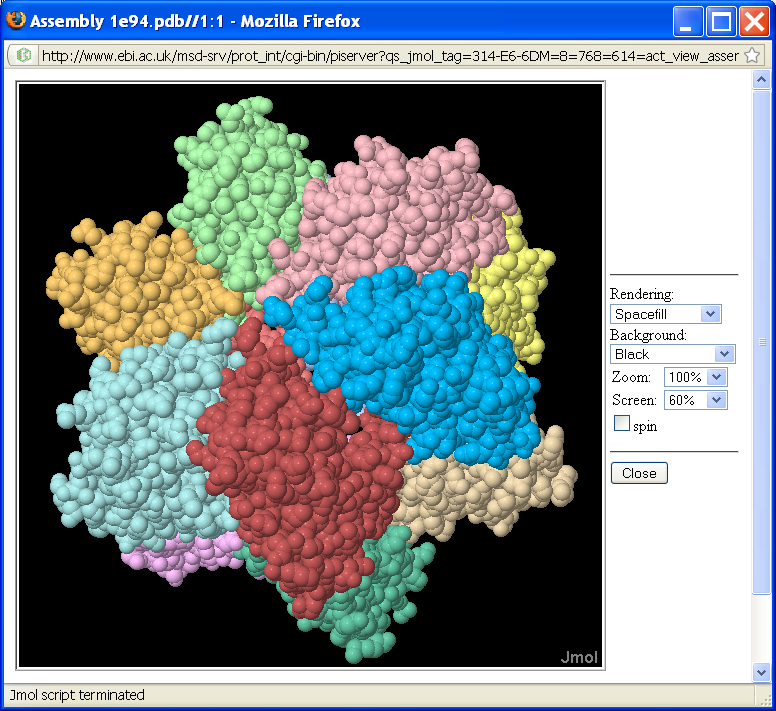 Assembly 1e94.pdb//1:1 - Mozilla Firefox
http://www.ebi.ac.uk/msd-srv/prot_int/cgi-bin/piserver?qs_jmol_tag=314-E6-6DM=8=768=614=act_view_asser
Rendering:
Spacefill
Background:
Black
Zoom: 100%
Screen: 60%
spin
Close
Jmol
Jmol script terminated